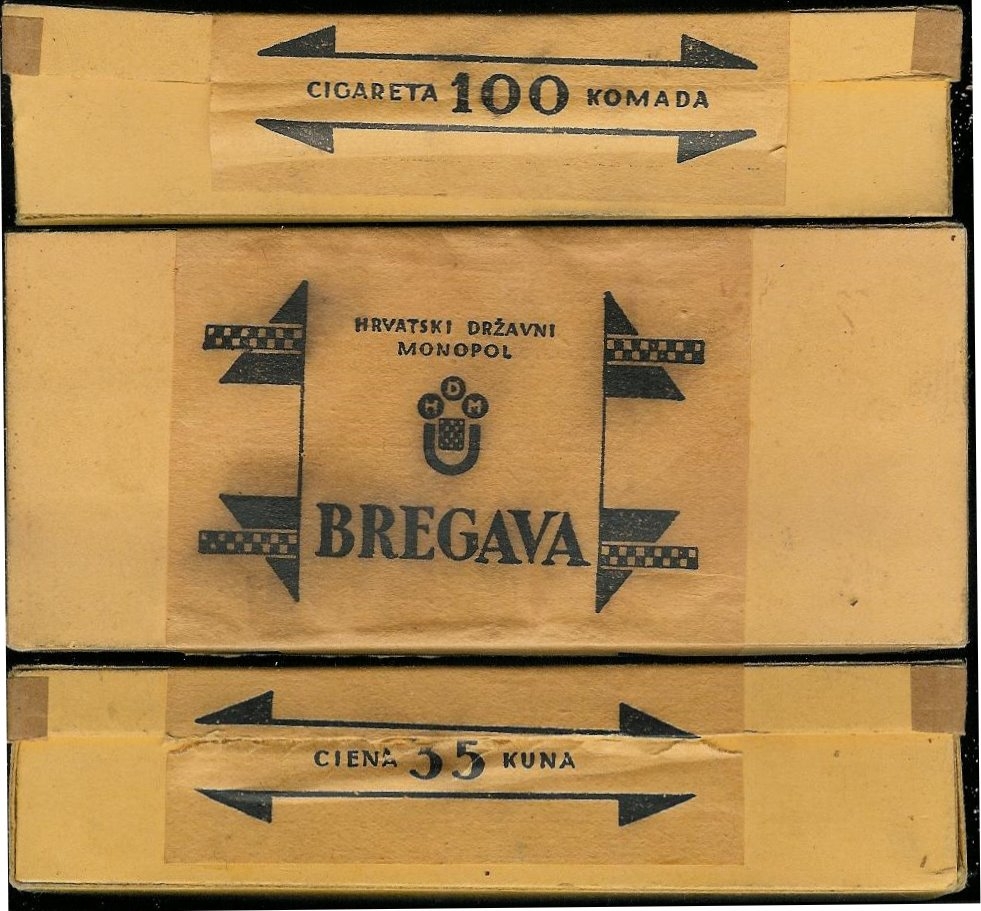 CIGARETA 100 KOMADA
HRVATSKI DRŽAVNI
MONOPOL
D
H M
U
BREGAVA
CIENA 35 KUNA